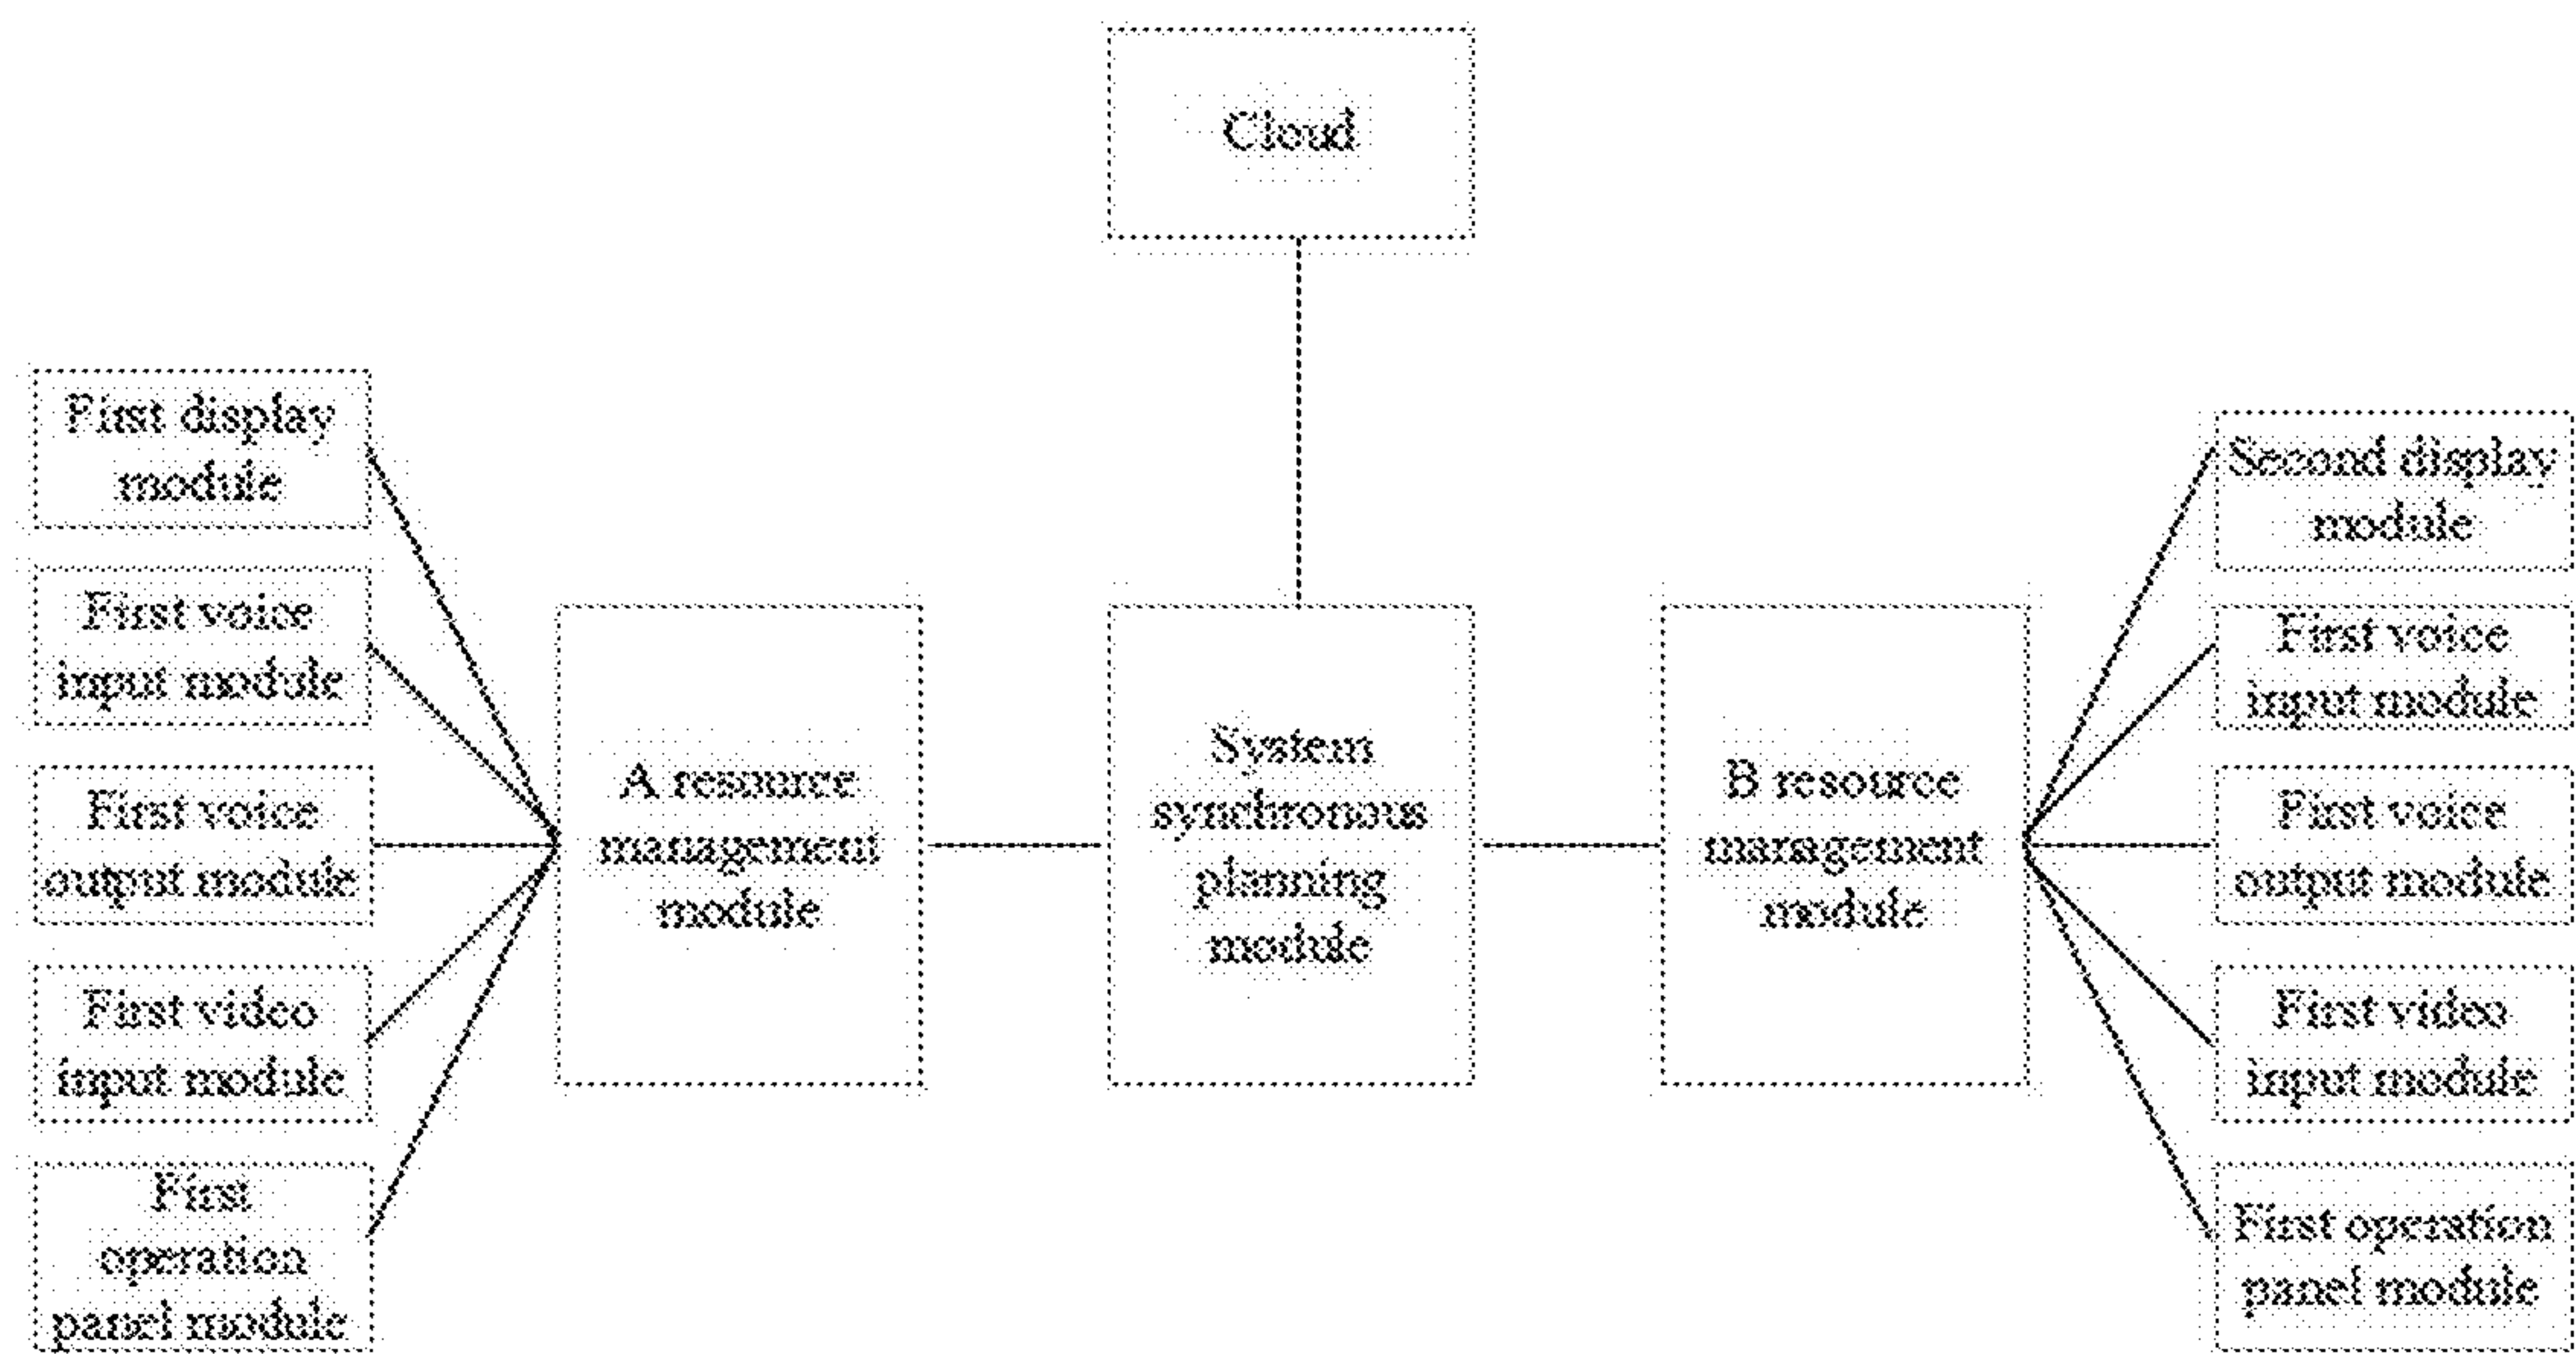 Cloud
First display
module
First voice
input module
First voice
output module
First video
input module
First
operation
panel module
A resource
management
module
System
synchronous
planning
module
B resource
management
module
Second display
module
First voice
input module
First voice
output module
First video
input module
First operation
panel module